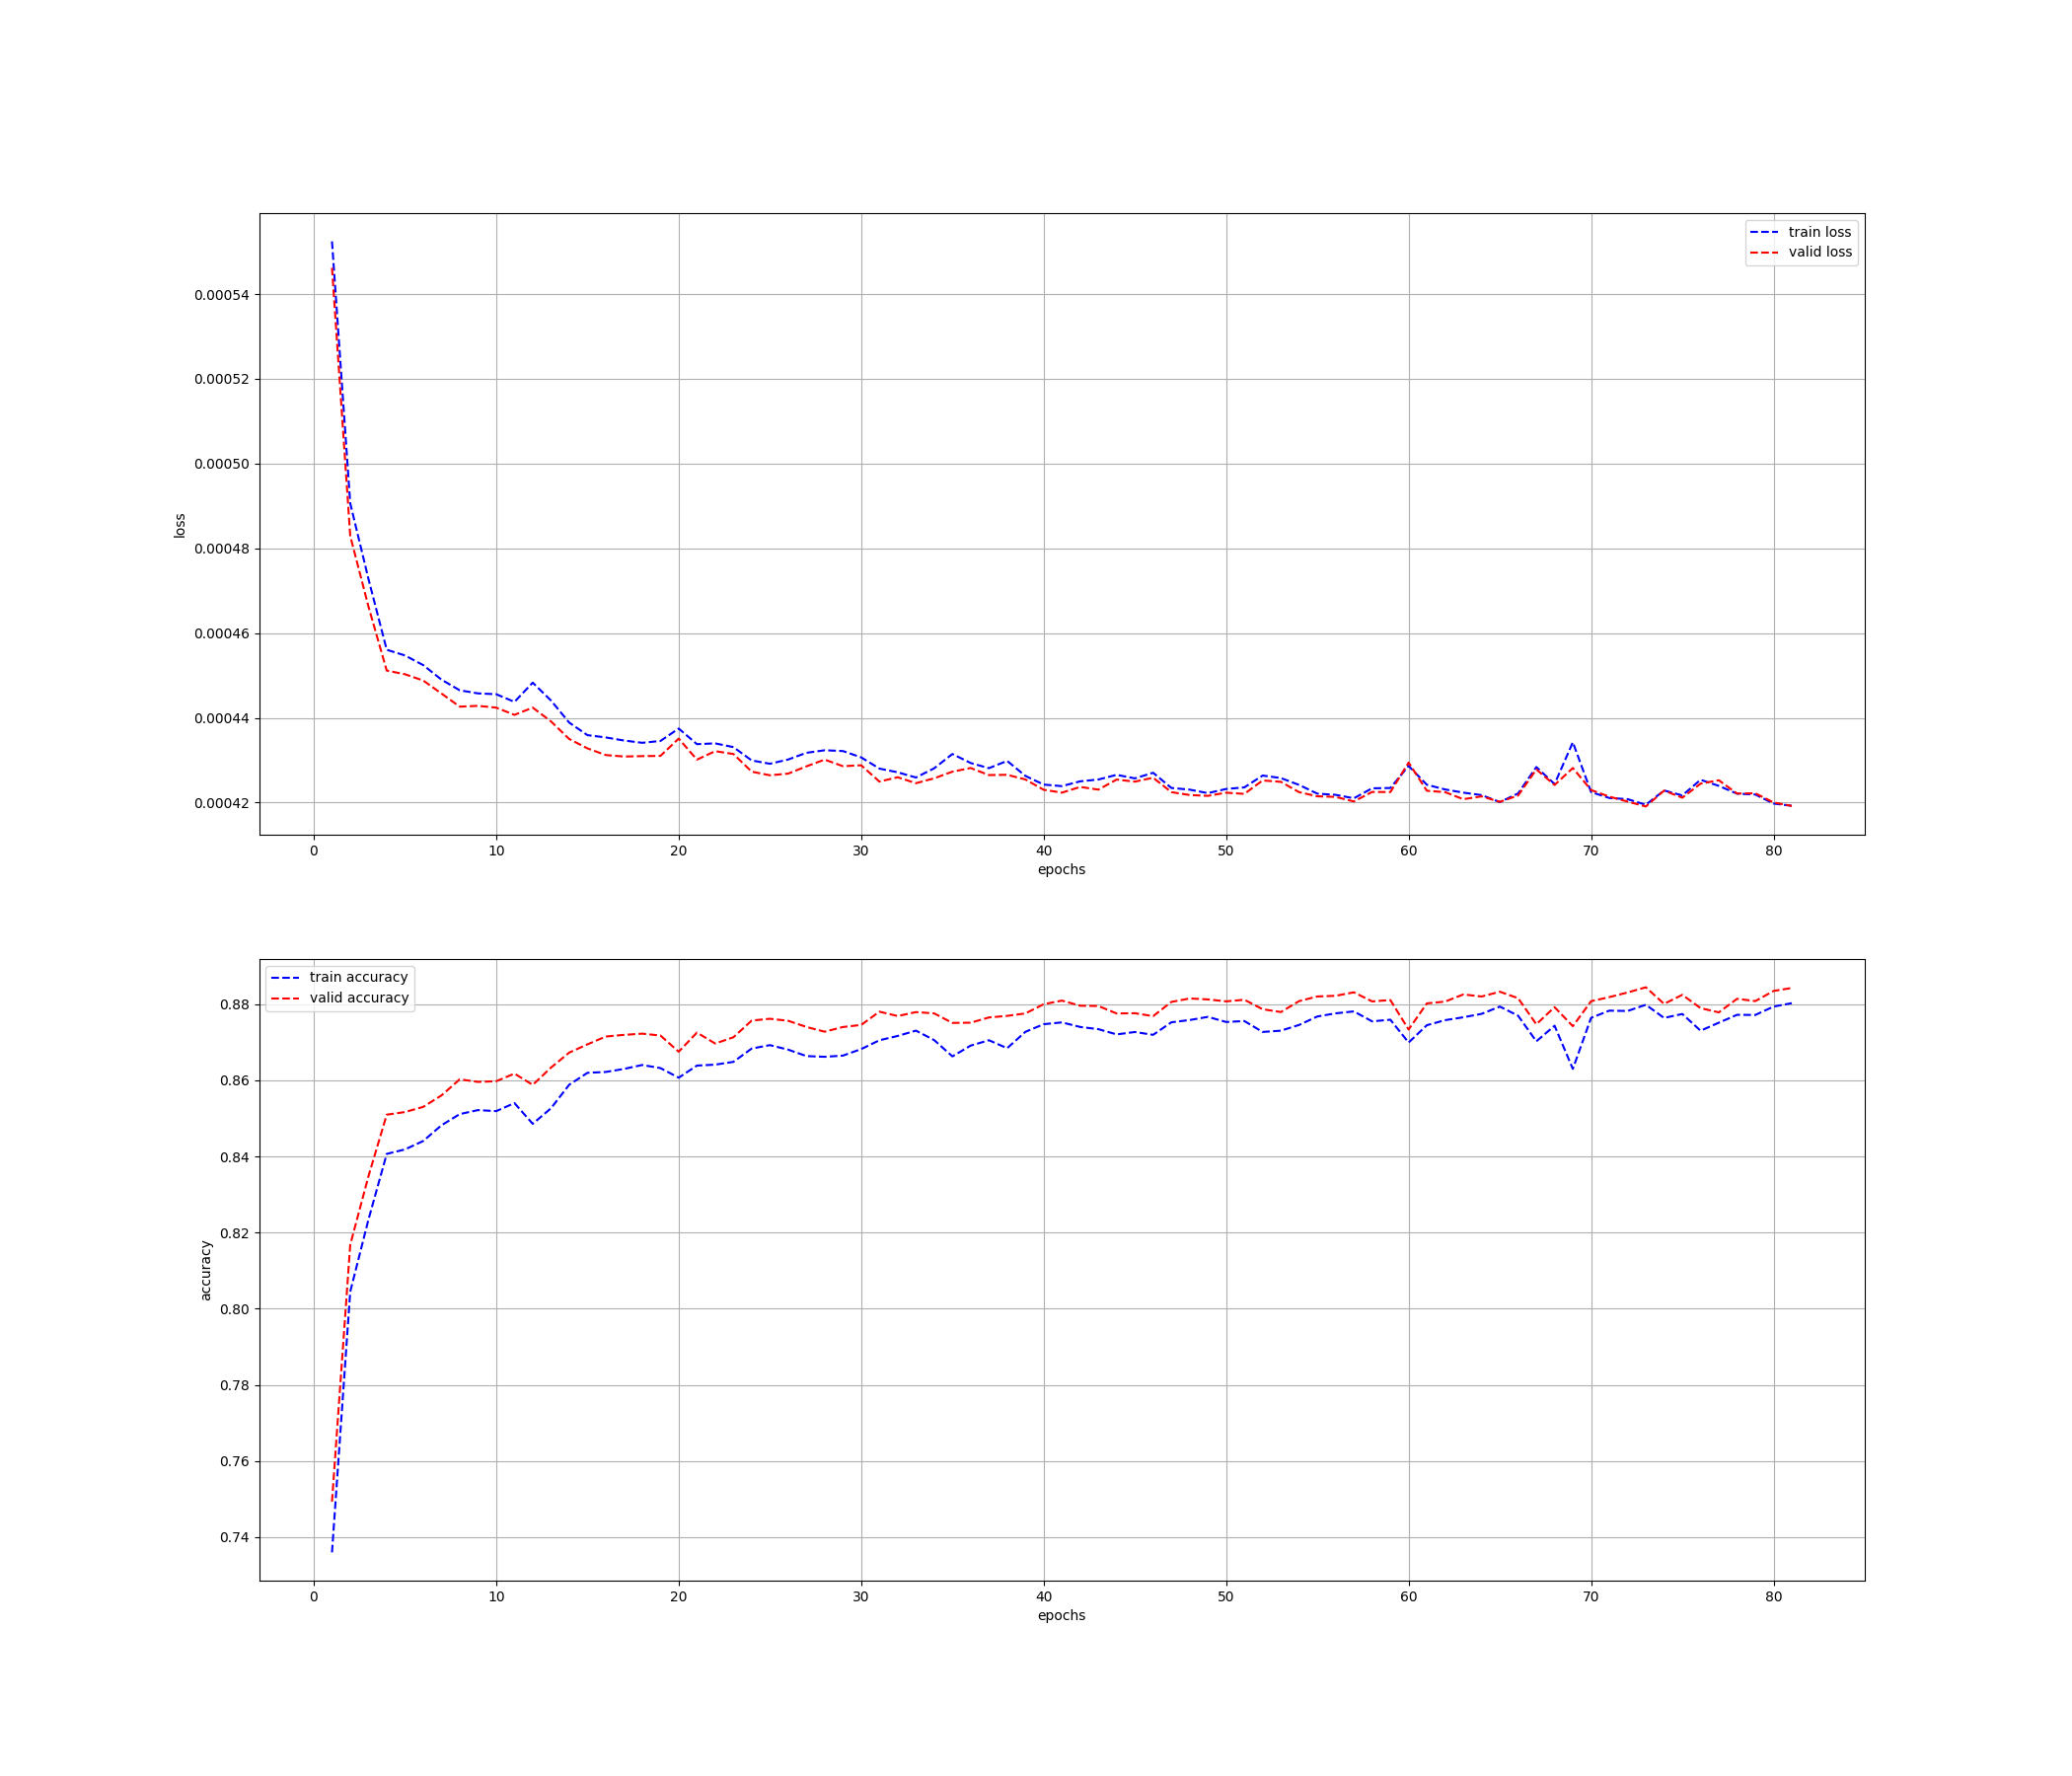 train loss
valid loss
0.00054
0.00052
0.00050
0.00048
0.00046
0.00044
0.00042
loss
0 10 20 30 40 50 60 70 80
epochs
train accuracy
valid accuracy
0.88
0.86
0.84
0.82
0.80
0.78
0.76
0.74
accuracy
0 10 20 30 40 50 60 70 80
epochs